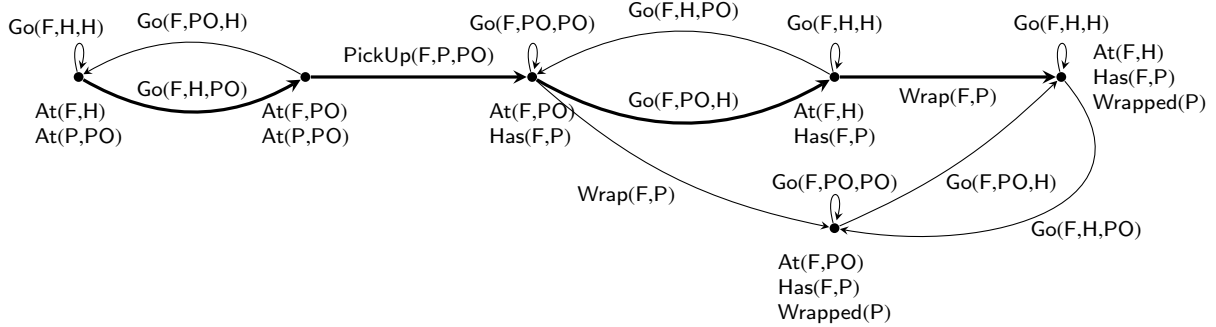 Go(F,H,H)
Go(F,PO,H)
Go(F,H,PO)
At(F,H)
At(P,PO)
At(F,PO)
At(P,PO)
PickUp(F,P,PO)
Go(F,PO,PO)
At(F,PO)
Has(F,P)
Go(F,H,PO)
Go(F,PO,H)
Go(F,H,H)
At(F,H)
Has(F,P)
Wrap(F,P)
Go(F,H,H)
At(F,H)
Has(F,P)
Wrapped(P)
Wrap(F,P)
Go(F,PO,PO)
Go(F,PO,H)
Go(F,H,PO)
At(F,PO)
Has(F,P)
Wrapped(P)